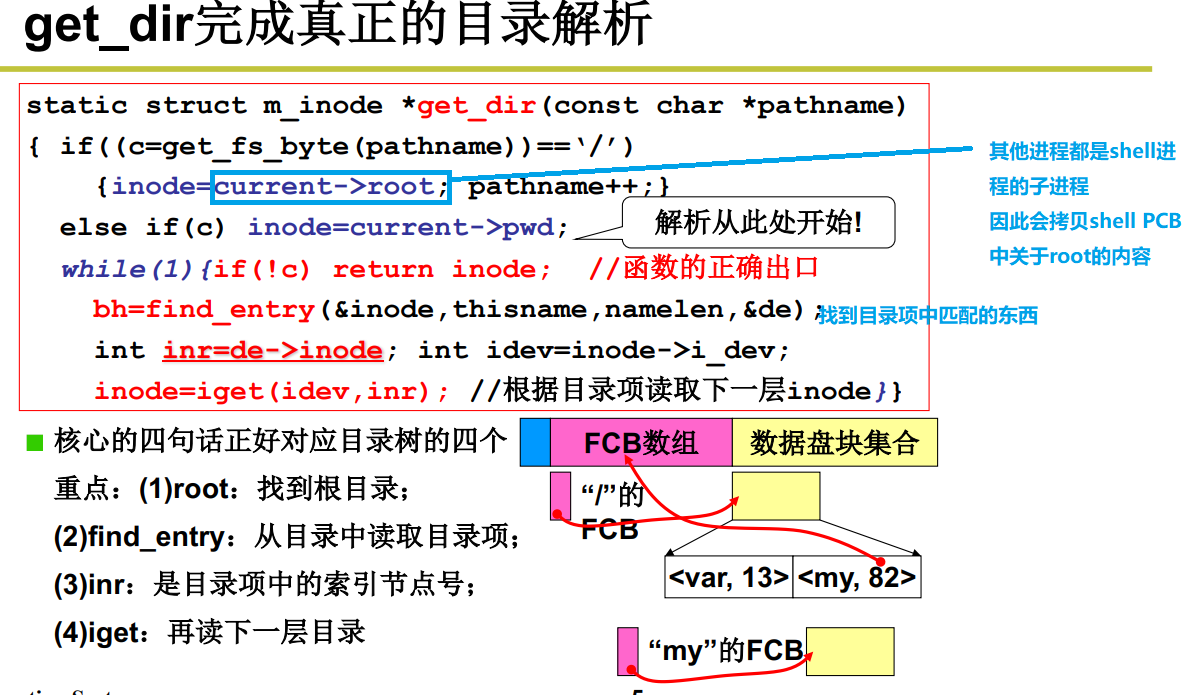 get_dir完成真正的目录解析
static struct m_inode *get_dir(const char *pathname)
{ if((c=get_fs_byte(pathname))==‘/’)
{inode=current->root; pathname++;}
else if(c) inode=current->pwd;
解析从此处开始!
while(1){if(!c) return inode; //函数的正确出口
bh=find_entry(&inode,thisname,namelen,&de);
int inr=de->inode; int idev=inode->i_dev;
inode=iget(idev,inr); //根据目录项读取下一层inode}}
其他进程都是shell进
程的子进程
因此会拷贝shell PCB
中关于root的内容
找到目录项中匹配的东西
核心的四句话正好对应目录树的四个
重点：(1)root：找到根目录；
(2)find_entry：从目录中读取目录项；
(3)inr：是目录项中的索引节点号；
(4)iget：再读下一层目录
FCB数组
数据盘块集合
“/”的
FCB
<var, 13>
<my, 82>
“my”的FCB